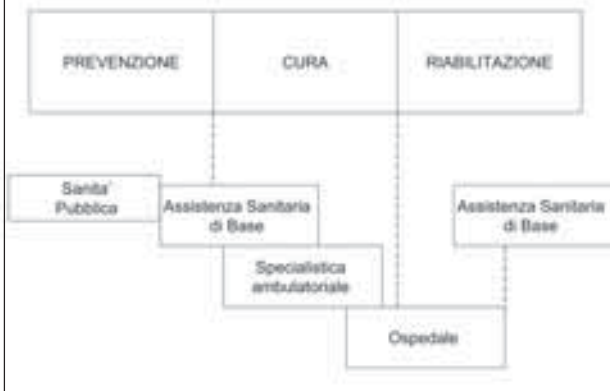 PREVENZIONE
CURA
RIABILITAZIONE
Sanita'
Pubblica
Assistenza Sanitaria
di Base
Assistenza Sanitaria
di Base
Specialistica
ambulatoriale
Ospedale